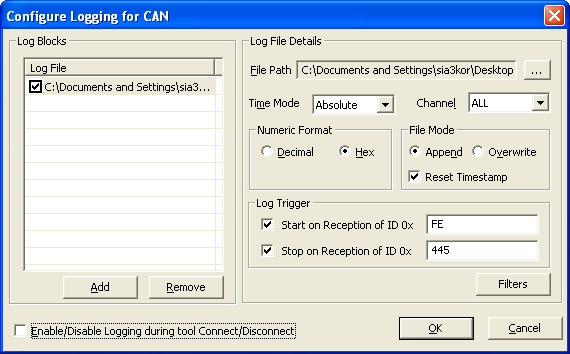 Configure Logging for CAN
Log Blocks
Log File
C:\Documents and Settings\sia3...
Add
Remove
Log File Details
File Path
C:\Documents and Settings\sia3kor\Desktop
...
Time Mode
Absolute
Channel
ALL
Numeric Format
Decimal
Hex
File Mode
Append
Overwrite
Reset Timestamp
Log Trigger
Start on Reception of ID 0x
FE
Stop on Reception of ID 0x
445
Filters
Enable/Disable Logging during tool Connect/Disconnect
OK
Cancel